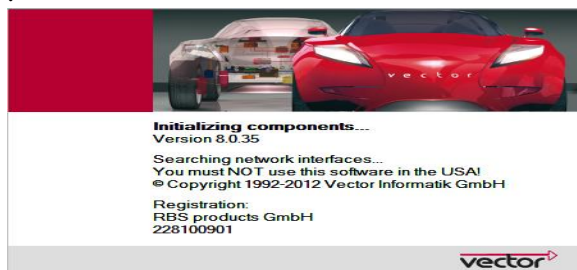 vector
Initializing components...
Version 8.0.35
Searching network interfaces...
You must NOT use this software in the USA!
© Copyright 1992-2012 Vector Informatik GmbH
Registration:
RBS products GmbH
228100901
vector